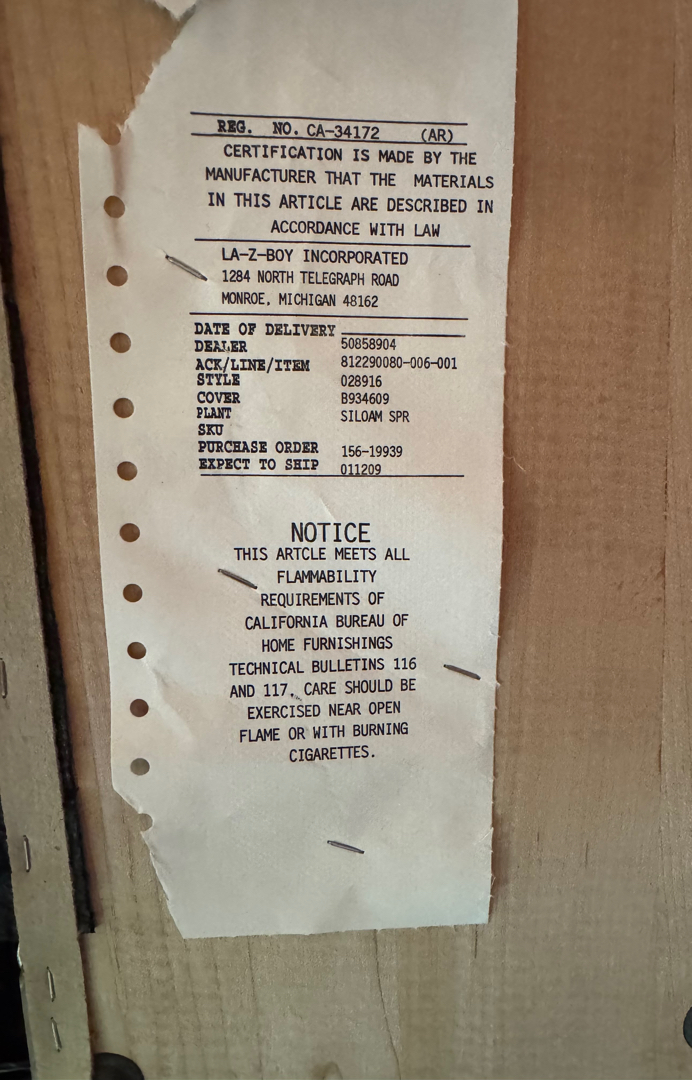 REG. NO. CA-34172 (AR)
CERTIFICATION IS MADE BY THE
MANUFACTURER THAT THE MATERIALS
IN THIS ARTICLE ARE DESCRIBED IN
ACCORDANCE WITH LAW
LA-Z-BOY INCORPORATED
1284 NORTH TELEGRAPH ROAD
MONROE, MICHIGAN 48162
DATE OF DELIVERY
DEALER 50858904
ACK/LINE/ITEM 812290080-006-001
STYLE 028916
COVER B934609
PLANT SILOAM SPR
SKU
PURCHASE ORDER 156-19939
EXPECT TO SHIP 011209
NOTICE
THIS ARTCLE MEETS ALL
FLAMMABILITY
REQUIREMENTS OF
CALIFORNIA BUREAU OF
HOME FURNISHINGS
TECHNICAL BULLETINS 116
AND 117. CARE SHOULD BE
EXERCISED NEAR OPEN
FLAME OR WITH BURNING
CIGARETTES.